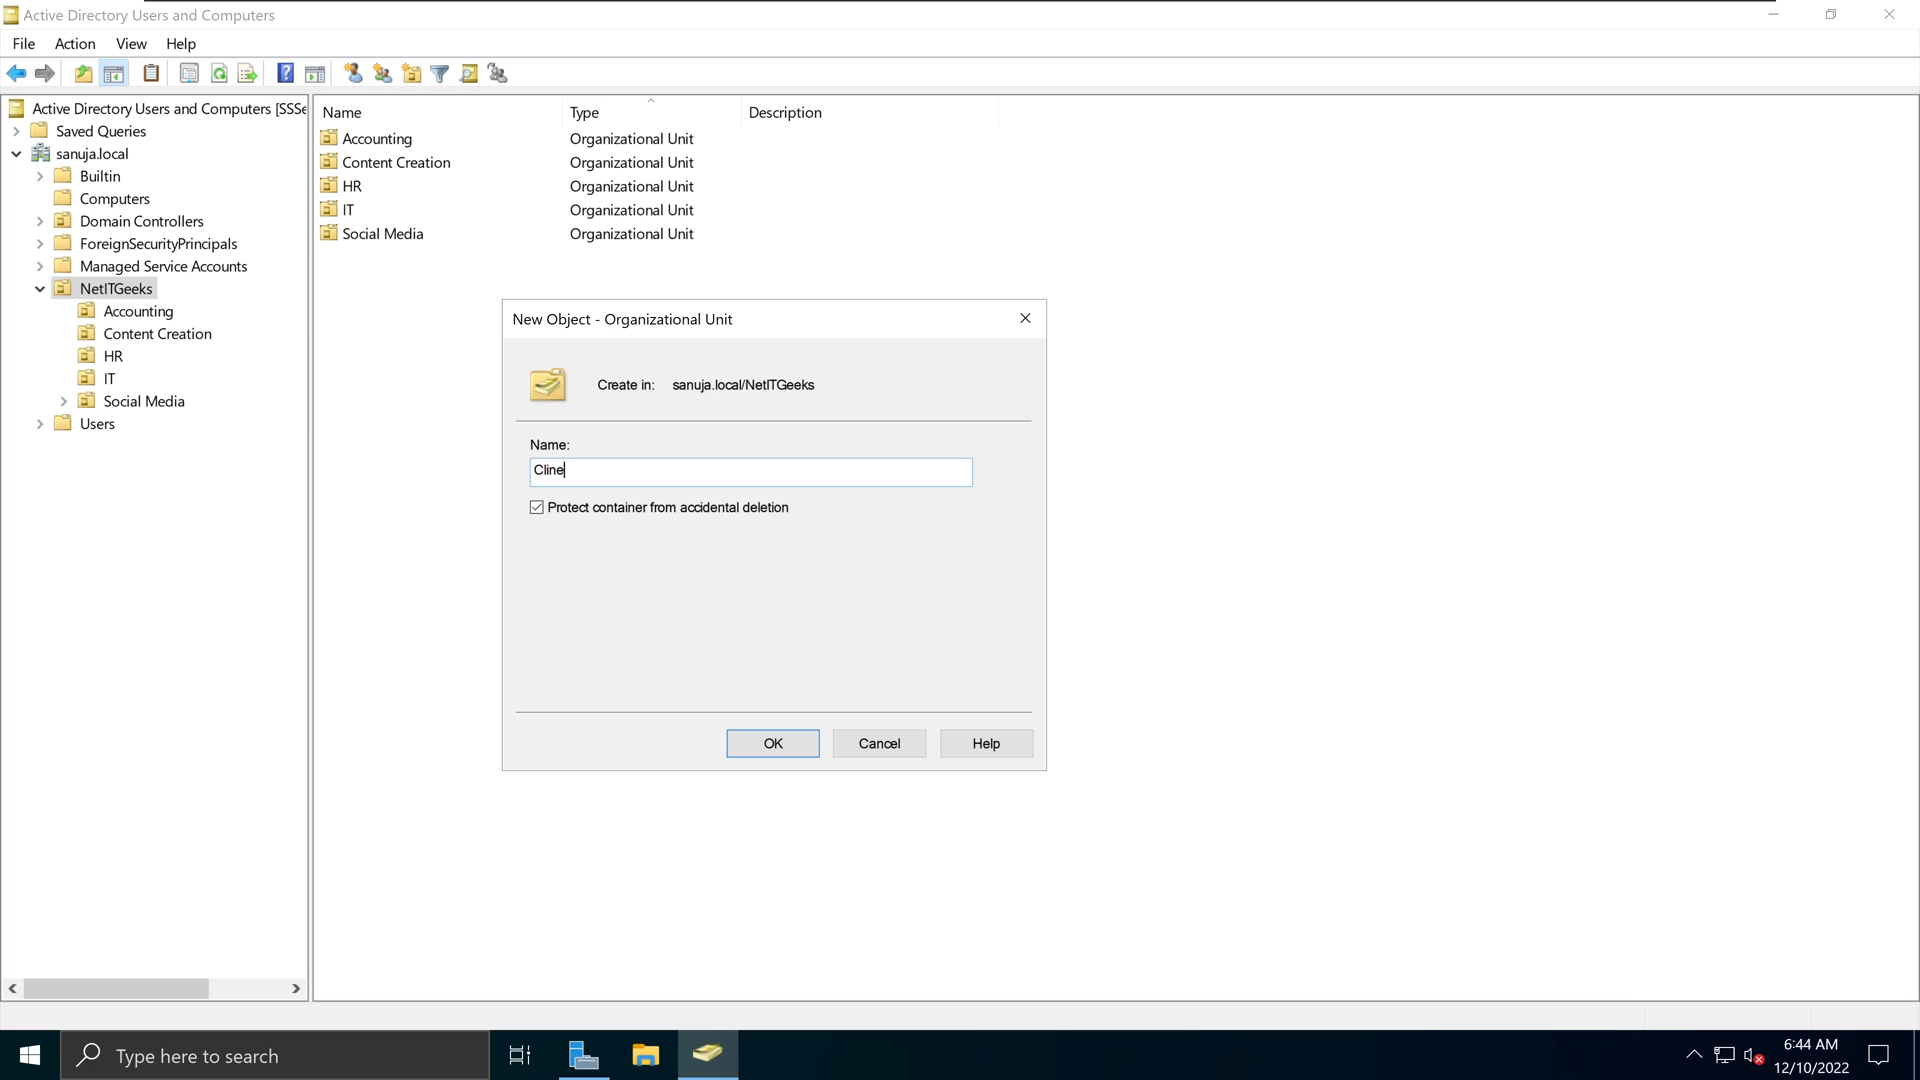 Active Directory Users and Computers
File Action View Help
Active Directory Users and Computers [SSSe
Saved Queries
sanuja.local
Builtin
Computers
Domain Controllers
ForeignSecurityPrincipals
Managed Service Accounts
NetITGeeks
Accounting
Content Creation
HR
IT
Social Media
Users
Name Type Description
Accounting Organizational Unit
Content Creation Organizational Unit
HR Organizational Unit
IT Organizational Unit
Social Media Organizational Unit
New Object - Organizational Unit
Create in: sanuja.local/NetITGeeks
Name:
Cline
Protect container from accidental deletion
OK Cancel Help
Type here to search
6:44 AM
12/10/2022